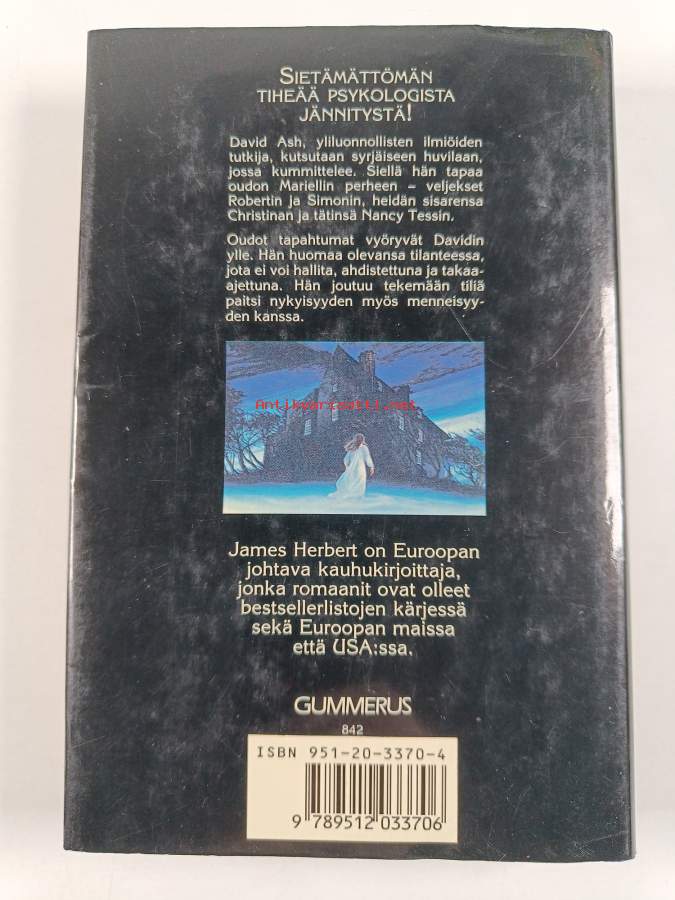 SIETÄMÄTTÖMÄN
TIHEÄÄ PSYKOLOGISTA
JÄNNITYSTÄ!
David Ash, yliluonnollisten ilmiöiden
tutkija, kutsutaan syrjäiseen huvilaan,
jossa kummittelee. Siellä hän tapaa
oudon Mariellin perheen – veljekset
Robertin ja Simonin, heidän sisarensa
Christinan ja tätinsä Nancy Tessin.
Oudot tapahtumat vyöryvät Davidin
ylle. Hän huomaa olevansa tilanteessa,
jota ei voi hallita, ahdistettuna ja takaa-
ajettuna. Hän joutuu tekemään tiliä
paitsi nykyisyyden myös menneisyy-
den kanssa.
Antikvariaatti.net
James Herbert on Euroopan
johtava kauhukirjoittaja,
jonka romaanit ovat olleet
bestsellerlistojen kärjessä
sekä Euroopan maissa
että USA:ssa.
GUMMERUS
842
ISBN 951-20-3370-4
9 789512 033706